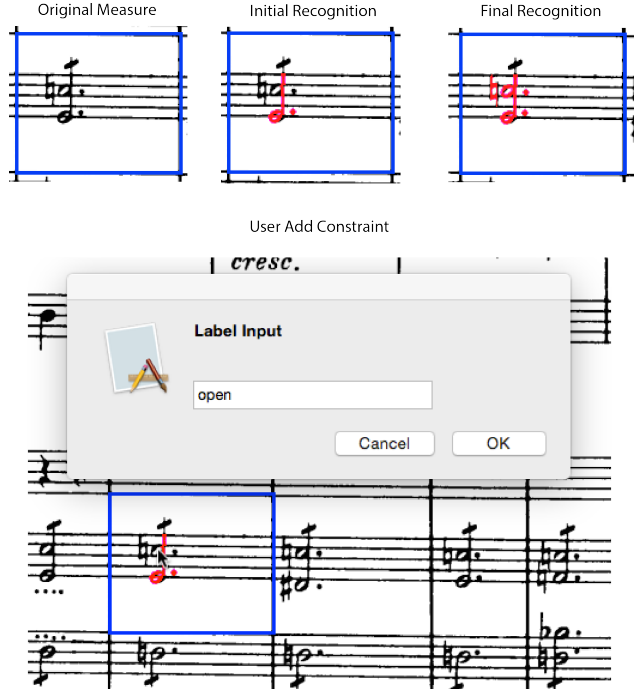 Original Measure
Initial Recognition
Final Recognition
User Add Constraint
cresc.
Label Input
open
Cancel
OK